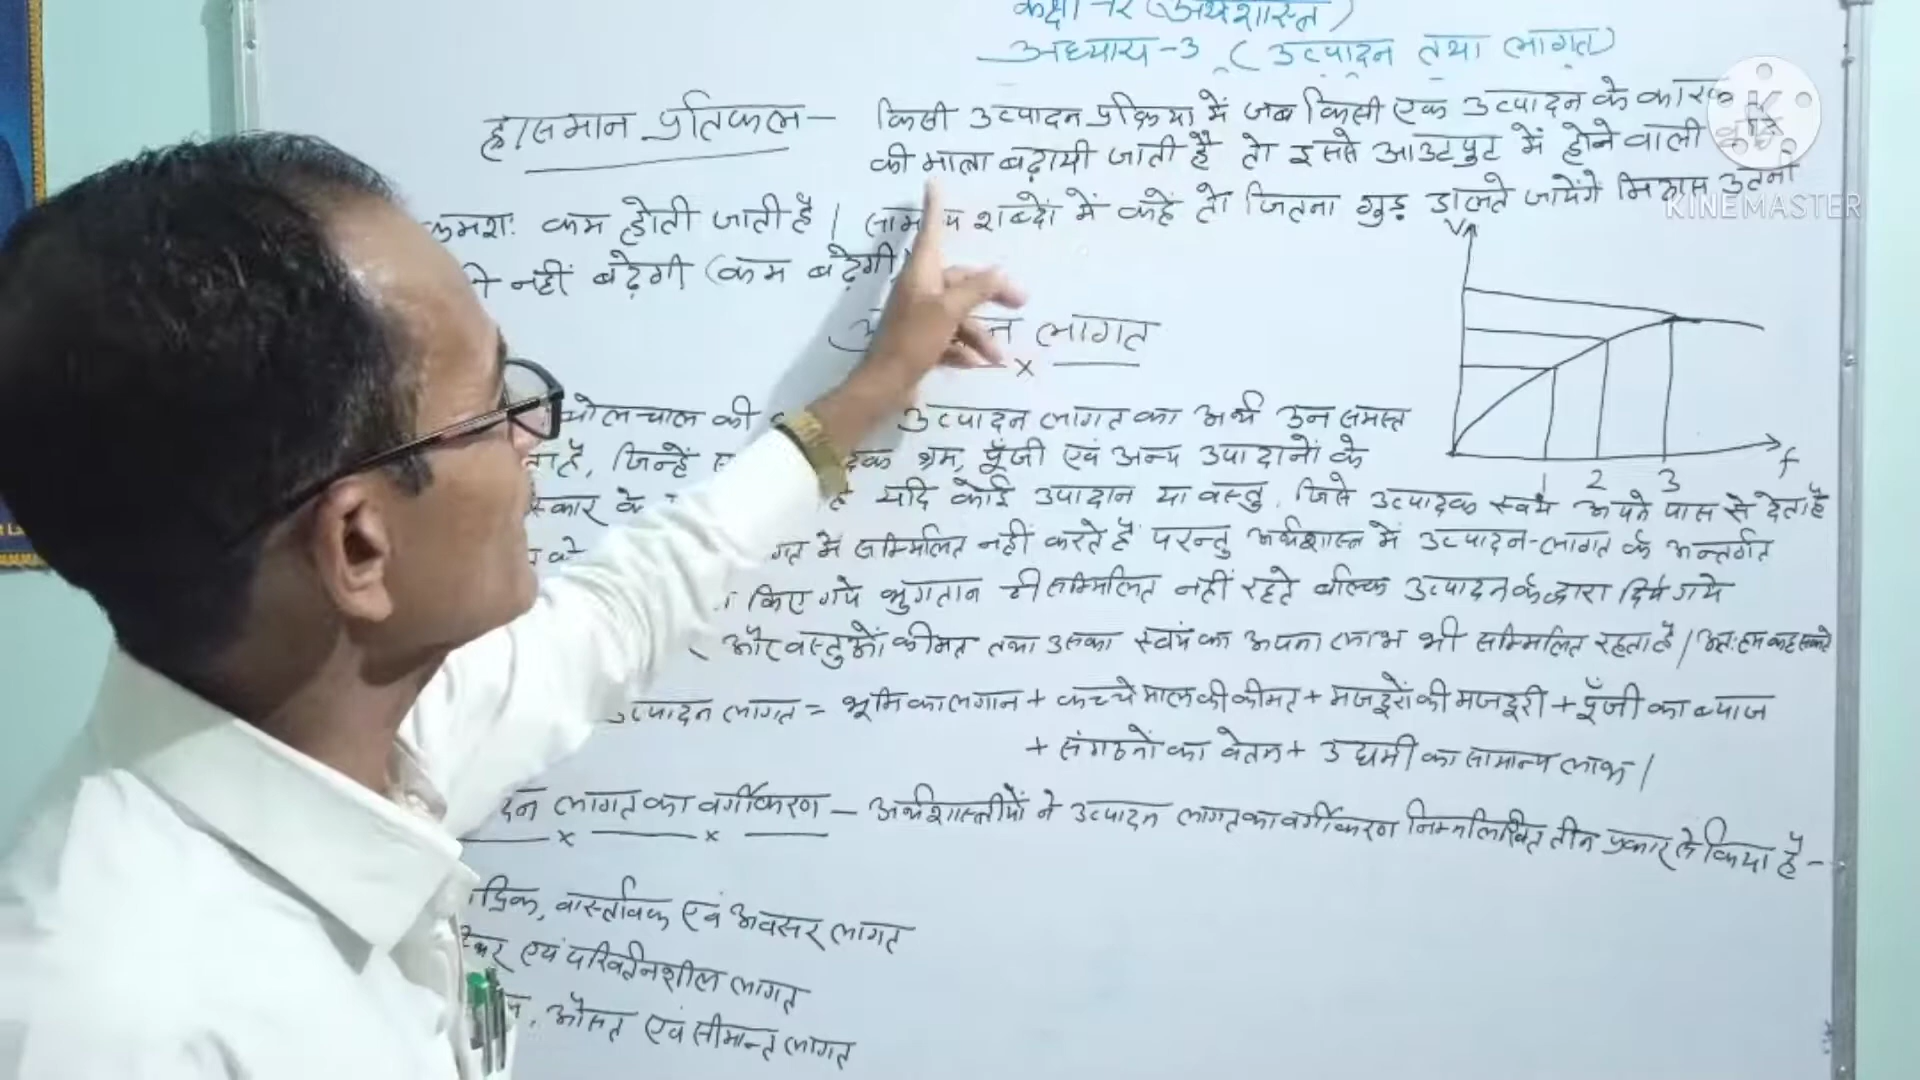 कक्षा-12 (अर्थशास्त्र)
अध्याय-3 ( उत्पादन तथा लागत)
ह्रासमान प्रतिफल— किसी उत्पादन प्रक्रिया में जब किसी एक उत्पादन के कारक
की मात्रा बढ़ायी जाती है तो इससे आउटपुट में होने वाली
क्रमशः कम होती जाती है। शब्दों में कहें तो जितना गुड़ डालते जायेंगे मिठास उतनी
नहीं बढ़ेगी (कम बढ़ेगी)
लागत
बोलचाल की उत्पादन लागत का अर्थ उन समस्त
है, जिन्हें श्रम, पूँजी एवं अन्य उपादानों के
यदि कोई उपादान या वस्तु, जिसे उत्पादक स्वयं अपने पास से देता है
में सम्मिलित नहीं करते हैं परन्तु अर्थशास्त्र में उत्पादन-लागत के अन्तर्गत
किए गये भुगतान ही सम्मिलित नहीं रहते बल्कि उत्पादन के द्वारा दिये गये
और वस्तुओं कीमत तथा उसका स्वयं का अपना लाभ भी सम्मिलित रहता है। अतः हम कह सकते
उत्पादन लागत = भूमि का लगान + कच्चे माल की कीमत + मजदूरों की मजदूरी + पूँजी का ब्याज
+ संगठनों का वेतन + उद्यमी का सामान्य लाभ।
लागत का वर्गीकरण — अर्थशास्त्रीयों ने उत्पादन लागत का वर्गीकरण निम्नलिखित तीन प्रकार से किया है-
वास्तविक एवं अवसर लागत
एवं परिवर्तनशील लागत
, औसत एवं सीमान्त लागत
V
1 2 3
f
K
KINEMASTER